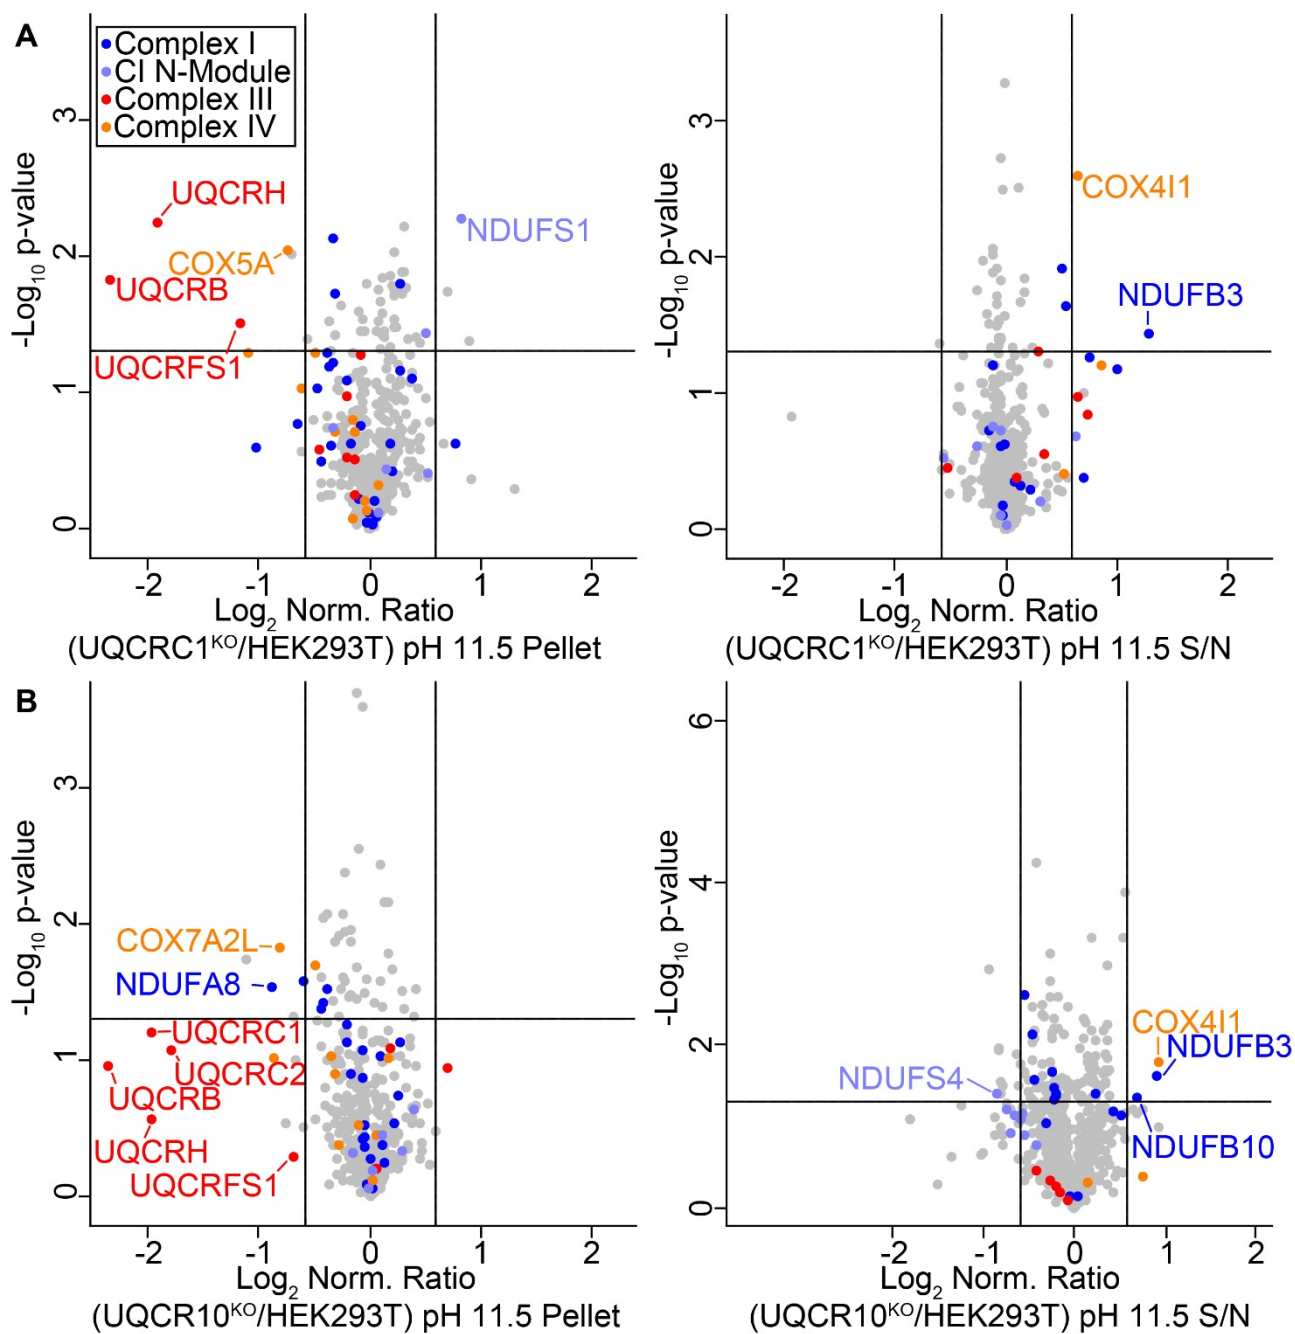 A
Complex I
CI N-Module
Complex III
Complex IV
-Log10 p-value
3
2
1
0
UQCRH
COX5A
UQCRB
UQCRFS1
NDUFS1
-2 -1 0 1 2
Log2 Norm. Ratio
(UQCRC1KO/HEK293T) pH 11.5 Pellet
-Log10 p-value
3
2
1
0
COX4I1
NDUFB3
-2 -1 0 1 2
Log2 Norm. Ratio
(UQCRC1KO/HEK293T) pH 11.5 S/N
B
-Log10 p-value
3
2
1
0
COX7A2L
NDUFA8
UQCRC1
UQCRC2
UQCRB
UQCRH
UQCRFS1
-2 -1 0 1 2
Log2 Norm. Ratio
(UQCR10KO/HEK293T) pH 11.5 Pellet
-Log10 p-value
6
4
2
0
COX4I1
NDUFB3
NDUFS4
NDUFB10
-2 -1 0 1 2
Log2 Norm. Ratio
(UQCR10KO/HEK293T) pH 11.5 S/N